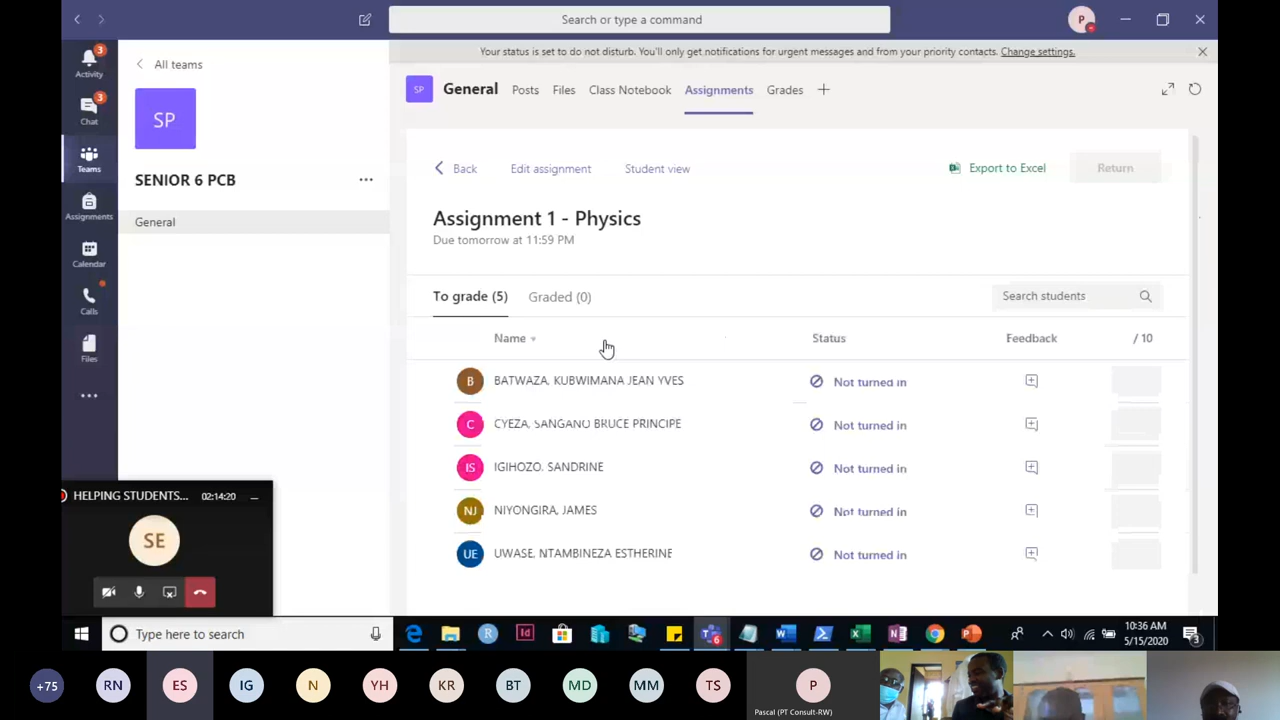 Search or type a command
P
Your status is set to do not disturb. You'll only get notifications for urgent messages and from your priority contacts. Change settings.
3
Activity
3
Chat
Teams
Assignments
Calendar
Calls
Files
All teams
SP
SENIOR 6 PCB
General
SP
General
Posts
Files
Class Notebook
Assignments
Grades
Back
Edit assignment
Student view
Export to Excel
Return
Assignment 1 - Physics
Due tomorrow at 11:59 PM
To grade (5)
Graded (0)
Search students
Name
Status
Feedback
/ 10
B BATWAZA, KUBWIMANA JEAN YVES Not turned in
C CYEZA, SANGANO BRUCE PRINCIPE Not turned in
IS IGIHOZO, SANDRINE Not turned in
NJ NIYONGIRA, JAMES Not turned in
UE UWASE, NTAMBINEZA ESTHERINE Not turned in
HELPING STUDENTS... 02:14:20
SE
Type here to search
R
Id
6
10:36 AM
5/15/2020
3
+75
RN
ES
IG
N
YH
KR
BT
MD
MM
TS
P
Pascal (PT Consult-RW)